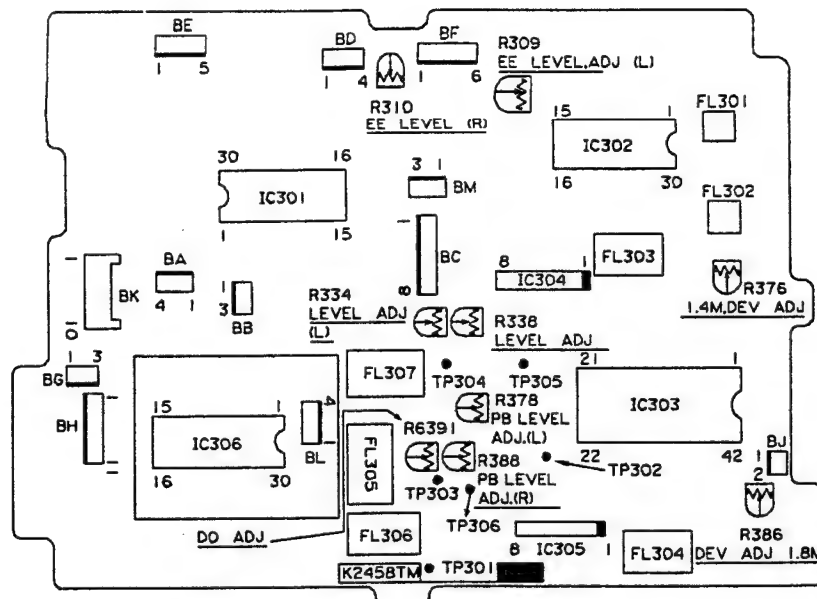 BE
1 5
BD
1 4
BF
1 6
R310
EE LEVEL (R)
R309
EE LEVEL,ADJ (L)
15 1
IC302
16 30
FL301
FL302
30 16
IC301
1 15
3 1
BM
1
BC
8
8 1
IC304
FL303
R376
1.4M,DEV ADJ
1
BK
0
BA
4 1
1
3
BB
R334
LEVEL ADJ
(L)
R338
LEVEL ADJ
1 3
BG
BH
FL307
TP304
TP305
21 1
IC303
22 42
R378
PB LEVEL
ADJ.(L)
15 1
IC306
16 30
4
BL
R6391
FL305
R388
PB LEVEL
ADJ.(R)
TP303
TP302
TP306
BJ
1
2
R386
DEV ADJ 1.8M
DO ADJ
FL306
8 IC305 1
FL304
K245BTM
TP301